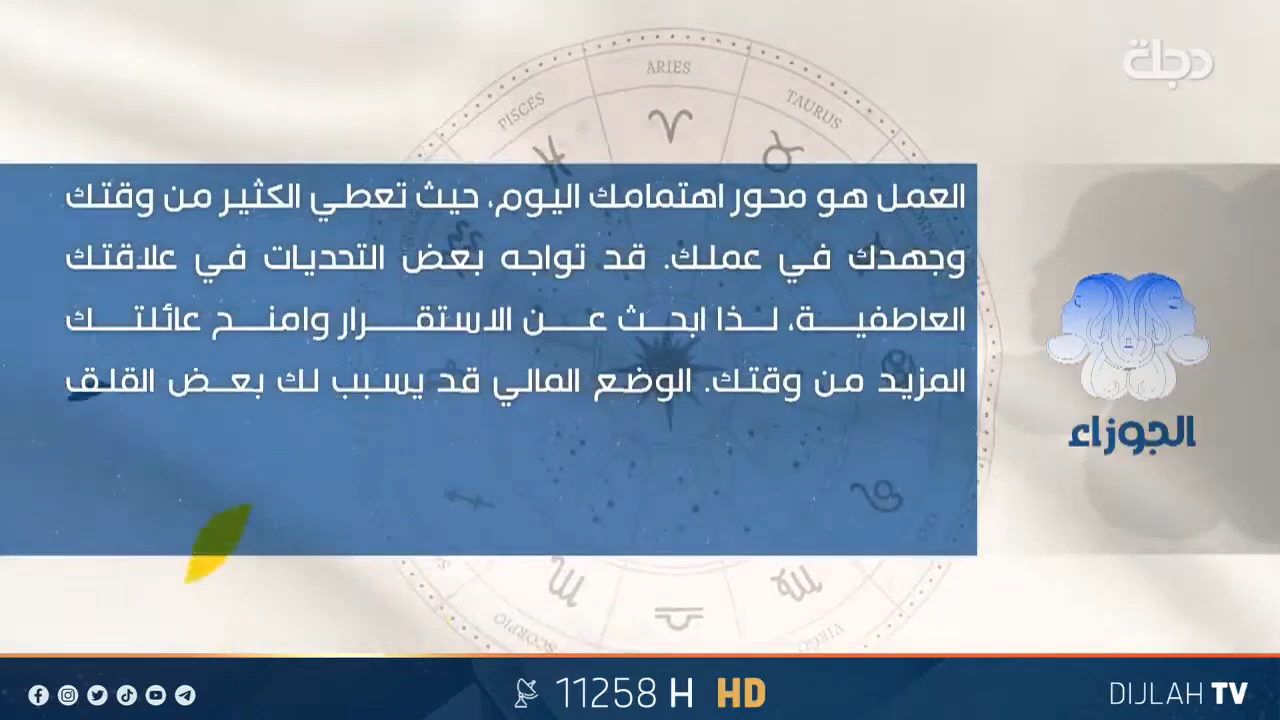 دجلة
ARIES
PISCES
TAURUS
العمل هو محور اهتمامك اليوم، حيث تعطي الكثير من وقتك
وجهدك في عملك. قد تواجه بعض التحديات في علاقتك
العاطفية، لذا ابحث عن الاستقرار وامنح عائلتك
المزيد من وقتك. الوضع المالي قد يسبب لك بعض القلق
الجوزاء
SCORPIO
VIRGO
11258 H HD
DIJLAH TV